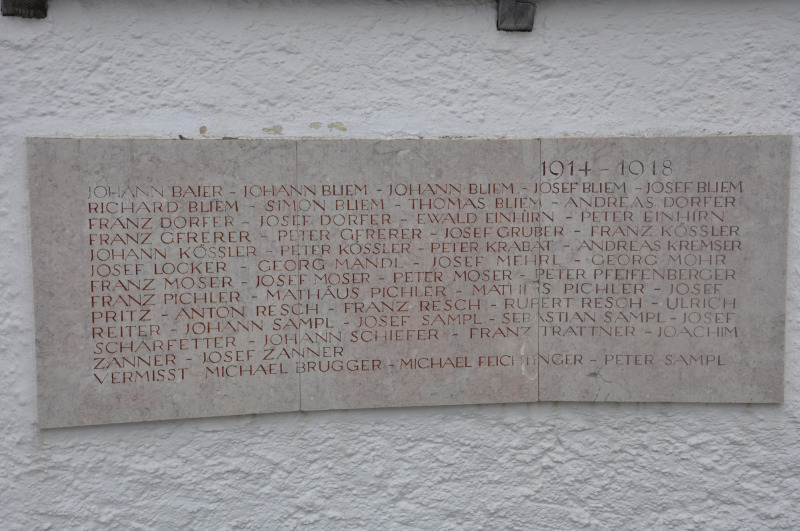 1914 - 1918
JOHANN BAIER - JOHANN BLIEM - JOHANN BLIEM - JOSEF BLIEM - JOSEF BLIEM
RICHARD BLIEM - SIMON BLIEM - THOMAS BLIEM - ANDREAS DORFER
FRANZ DORFER - JOSEF DORFER - EWALD EINHIRN - PETER EINHIRN
FRANZ GFRERER - PETER GFRERER - JOSEF GRUBER - FRANZ KÖSSLER
JOHANN KÖSSLER - PETER KÖSSLER - PETER KRABAT - ANDREAS KREMSER
JOSEF LOCKER - GEORG MANDL - JOSEF MEHRL - GEORG MOHR
FRANZ MOSER - JOSEF MOSER - PETER MOSER - PETER PFEIFENBERGER
FRANZ PICHLER - MATHÄUS PICHLER - MATHIAS PICHLER - JOSEF
PRITZ - ANTON RESCH - FRANZ RESCH - RUPERT RESCH - ULRICH
REITER - JOHANN SAMPL - JOSEF SAMPL - SEBASTIAN SAMPL - JOSEF
SCHARFETTER - JOHANN SCHIEFER - FRANZ TRATTNER - JOACHIM
ZANNER - JOSEF ZANNER
VERMISST MICHAEL BRUGGER - MICHAEL FEICHTINGER - PETER SAMPL